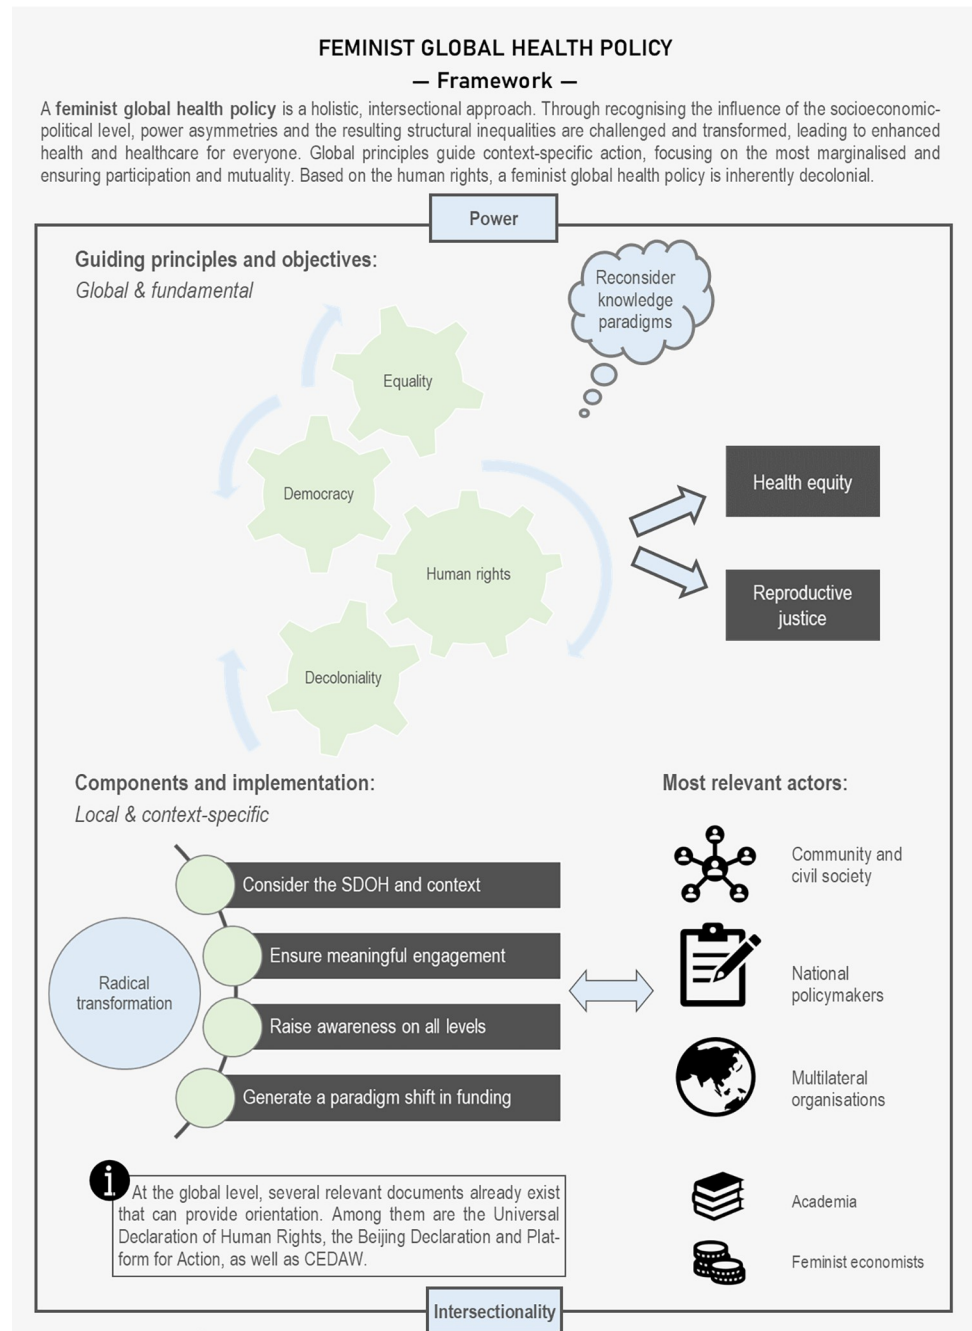 FEMINIST GLOBAL HEALTH POLICY
— Framework —
A feminist global health policy is a holistic, intersectional approach. Through recognising the influence of the socioeconomic-
political level, power asymmetries and the resulting structural inequalities are challenged and transformed, leading to enhanced
health and healthcare for everyone. Global principles guide context-specific action, focusing on the most marginalised and
ensuring participation and mutuality. Based on the human rights, a feminist global health policy is inherently decolonial.
Power
Guiding principles and objectives:
Global & fundamental
Reconsider
knowledge
paradigms
Equality
Democracy
Human rights
Decoloniality
Health equity
Reproductive
justice
Components and implementation:
Local & context-specific
Radical
transformation
Consider the SDOH and context
Ensure meaningful engagement
Raise awareness on all levels
Generate a paradigm shift in funding
Most relevant actors:
Community and
civil society
National
policymakers
Multilateral
organisations
Academia
Feminist economists
i
At the global level, several relevant documents already exist
that can provide orientation. Among them are the Universal
Declaration of Human Rights, the Beijing Declaration and Plat-
form for Action, as well as CEDAW.
Intersectionality